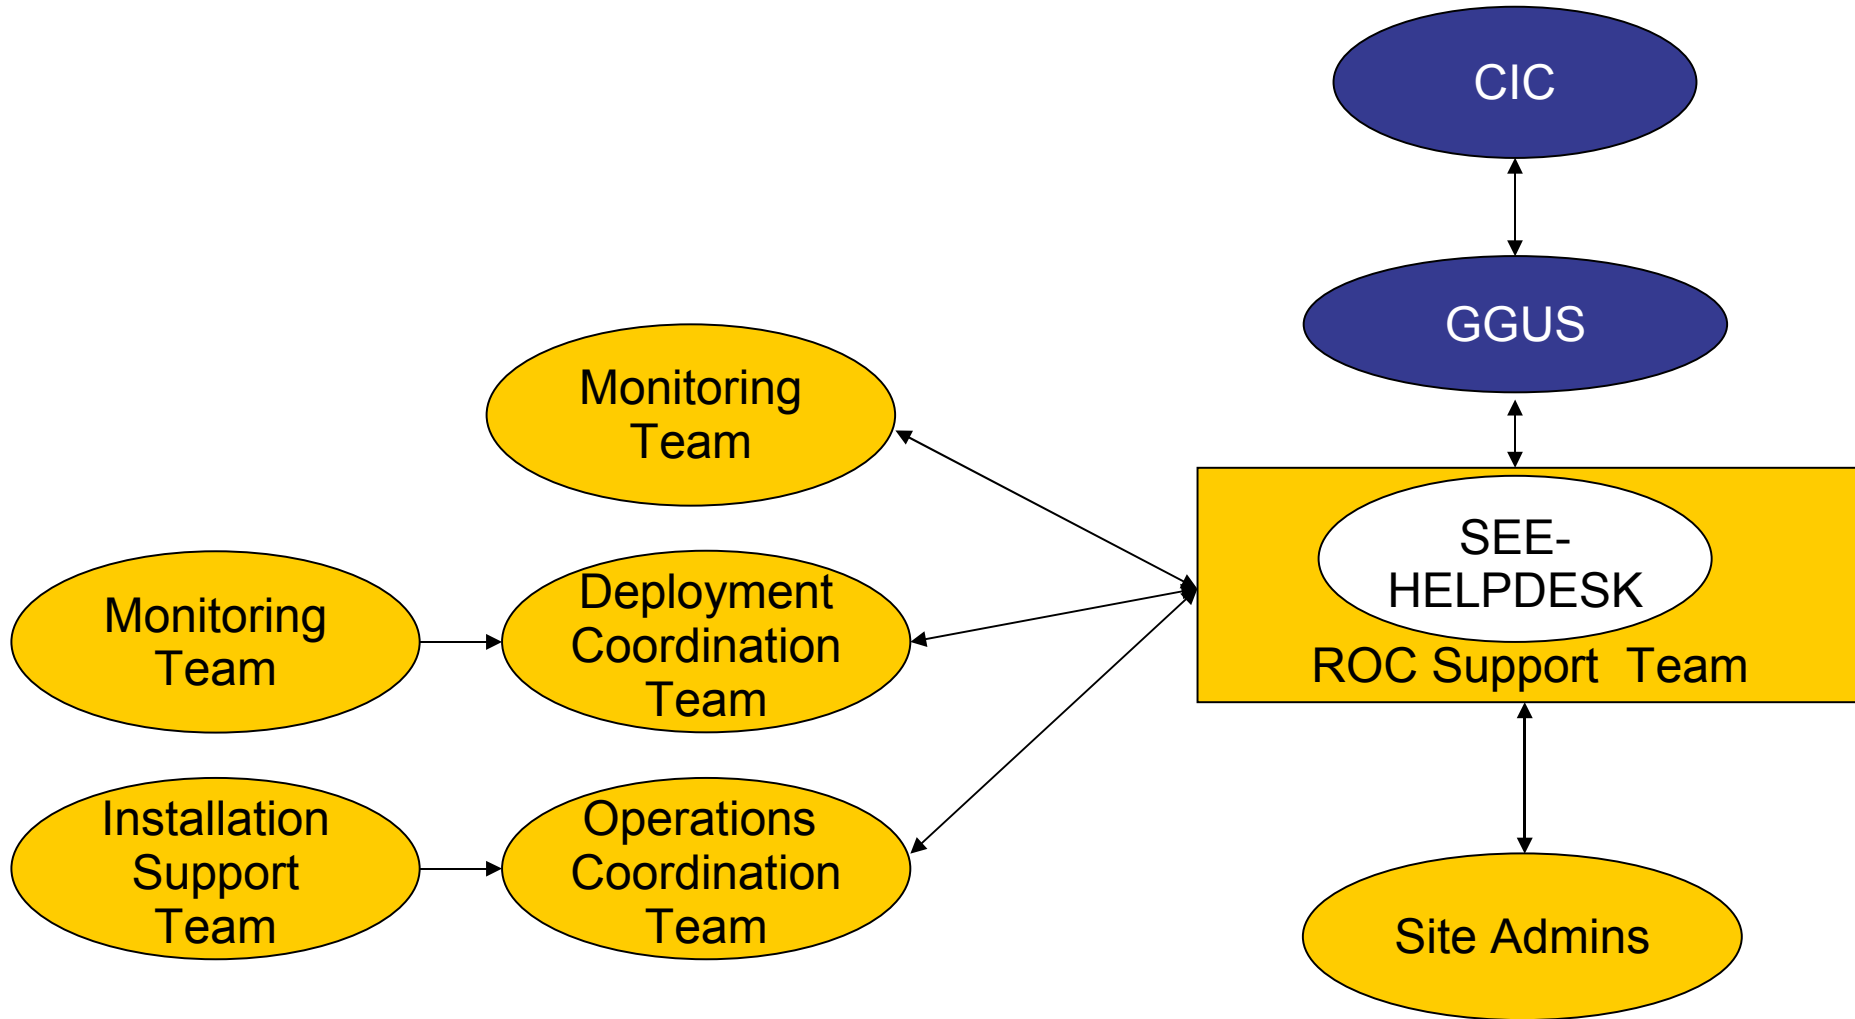 CIC
GGUS
Monitoring
Team
SEE-
HELPDESK
ROC Support  Team
Monitoring
Team
Deployment
Coordination
Team
Installation
Support
Team
Operations
Coordination
Team
Site Admins